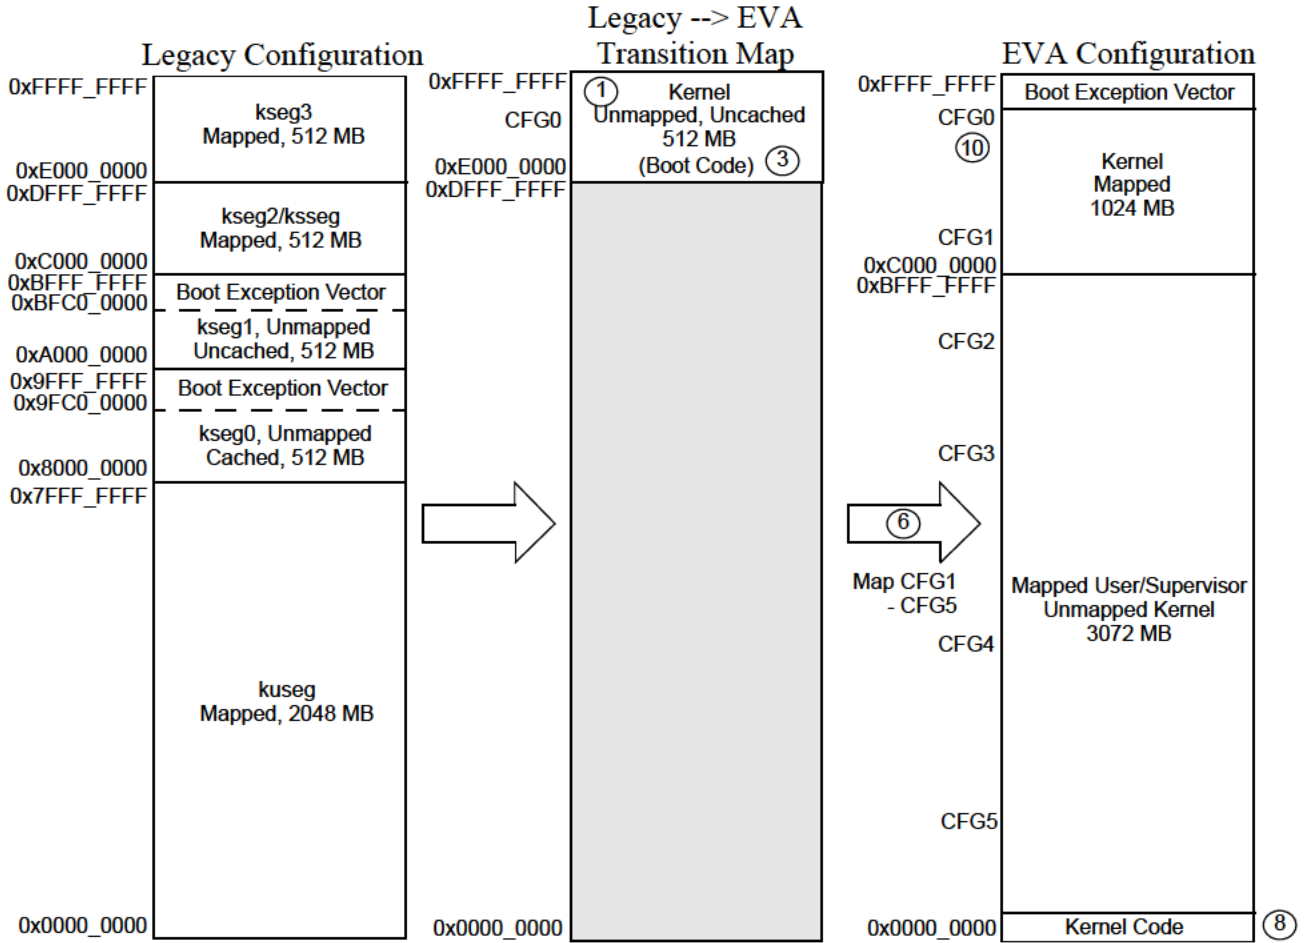 Legacy Configuration
0xFFFF_FFFF
kseg3
Mapped, 512 MB
0xE000_0000
0xDFFF_FFFF
kseg2/ksseg
Mapped, 512 MB
0xC000_0000
0xBFFF_FFFF
Boot Exception Vector
0xBFC0_0000
kseg1, Unmapped
Uncached, 512 MB
0xA000_0000
0x9FFF_FFFF
Boot Exception Vector
0x9FC0_0000
kseg0, Unmapped
Cached, 512 MB
0x8000_0000
0x7FFF_FFFF
kuseg
Mapped, 2048 MB
0x0000_0000
Legacy --> EVA
Transition Map
0xFFFF_FFFF
1
Kernel
CFG0
Unmapped, Uncached
512 MB
0xE000_0000
(Boot Code)
3
0xDFFF_FFFF
0x0000_0000
6
Map CFG1
- CFG5
EVA Configuration
0xFFFF_FFFF
Boot Exception Vector
CFG0
10
Kernel
Mapped
1024 MB
CFG1
0xC000_0000
0xBFFF_FFFF
CFG2
CFG3
Mapped User/Supervisor
Unmapped Kernel
3072 MB
CFG4
CFG5
0x0000_0000
Kernel Code
8